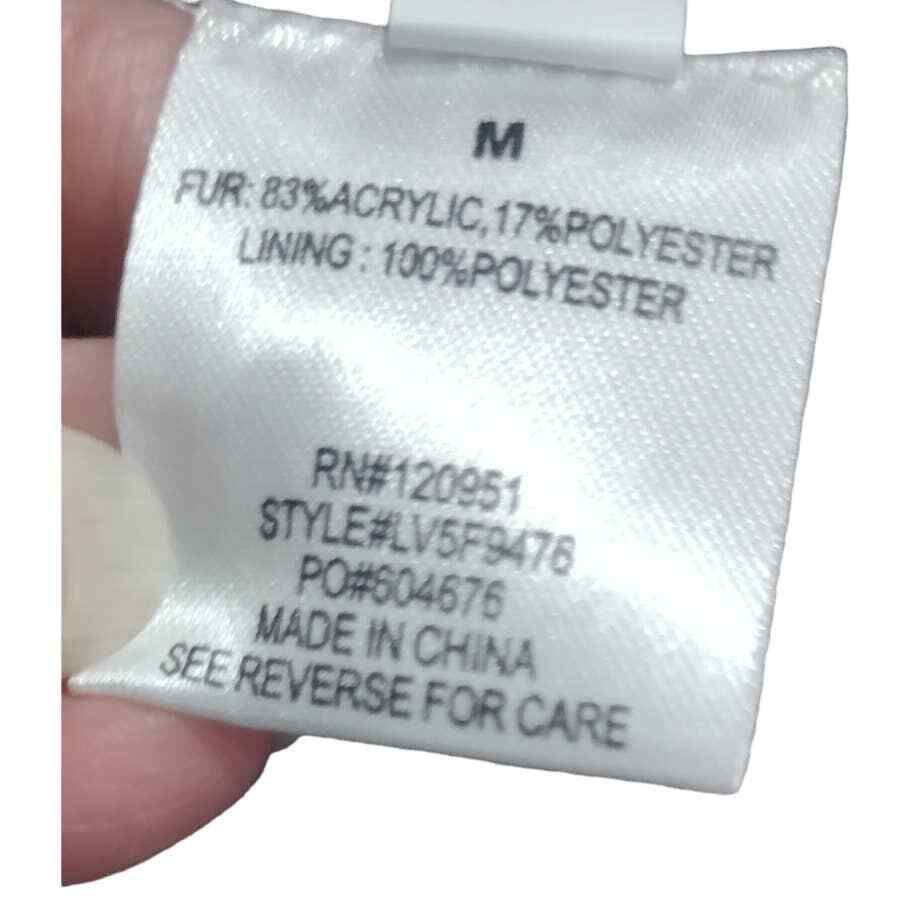 M
FUR: 83%ACRYLIC,17%POLYESTER
LINING : 100%POLYESTER
RN#120951
STYLE#LV5F9476
PO#604676
MADE IN CHINA
SEE REVERSE FOR CARE